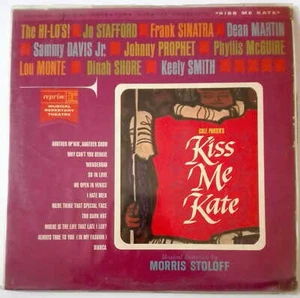 "KISS ME KATE"
The HI-LO'S! ★ Jo STAFFORD ★ Frank SINATRA ★ Dean MARTIN
★ Sammy DAVIS Jr. ★ Johnny PROPHET ★ Phyllis McGUIRE
Lou MONTE ★ Dinah SHORE ★ Keely SMITH
reprise
MUSICAL
REPERTORY
THEATRE
ANOTHER OP'NIN', ANOTHER SHOW
WHY CAN'T YOU BEHAVE
WUNDERBAR
SO IN LOVE
WE OPEN IN VENICE
I HATE MEN
WERE THINE THAT SPECIAL FACE
TOO DARN HOT
WHERE IS THE LIFE THAT LATE I LED?
ALWAYS TRUE TO YOU (IN MY FASHION)
BIANCA
COLE PORTER'S
Kiss
Me
Kate
Musical Direction by
MORRIS STOLOFF